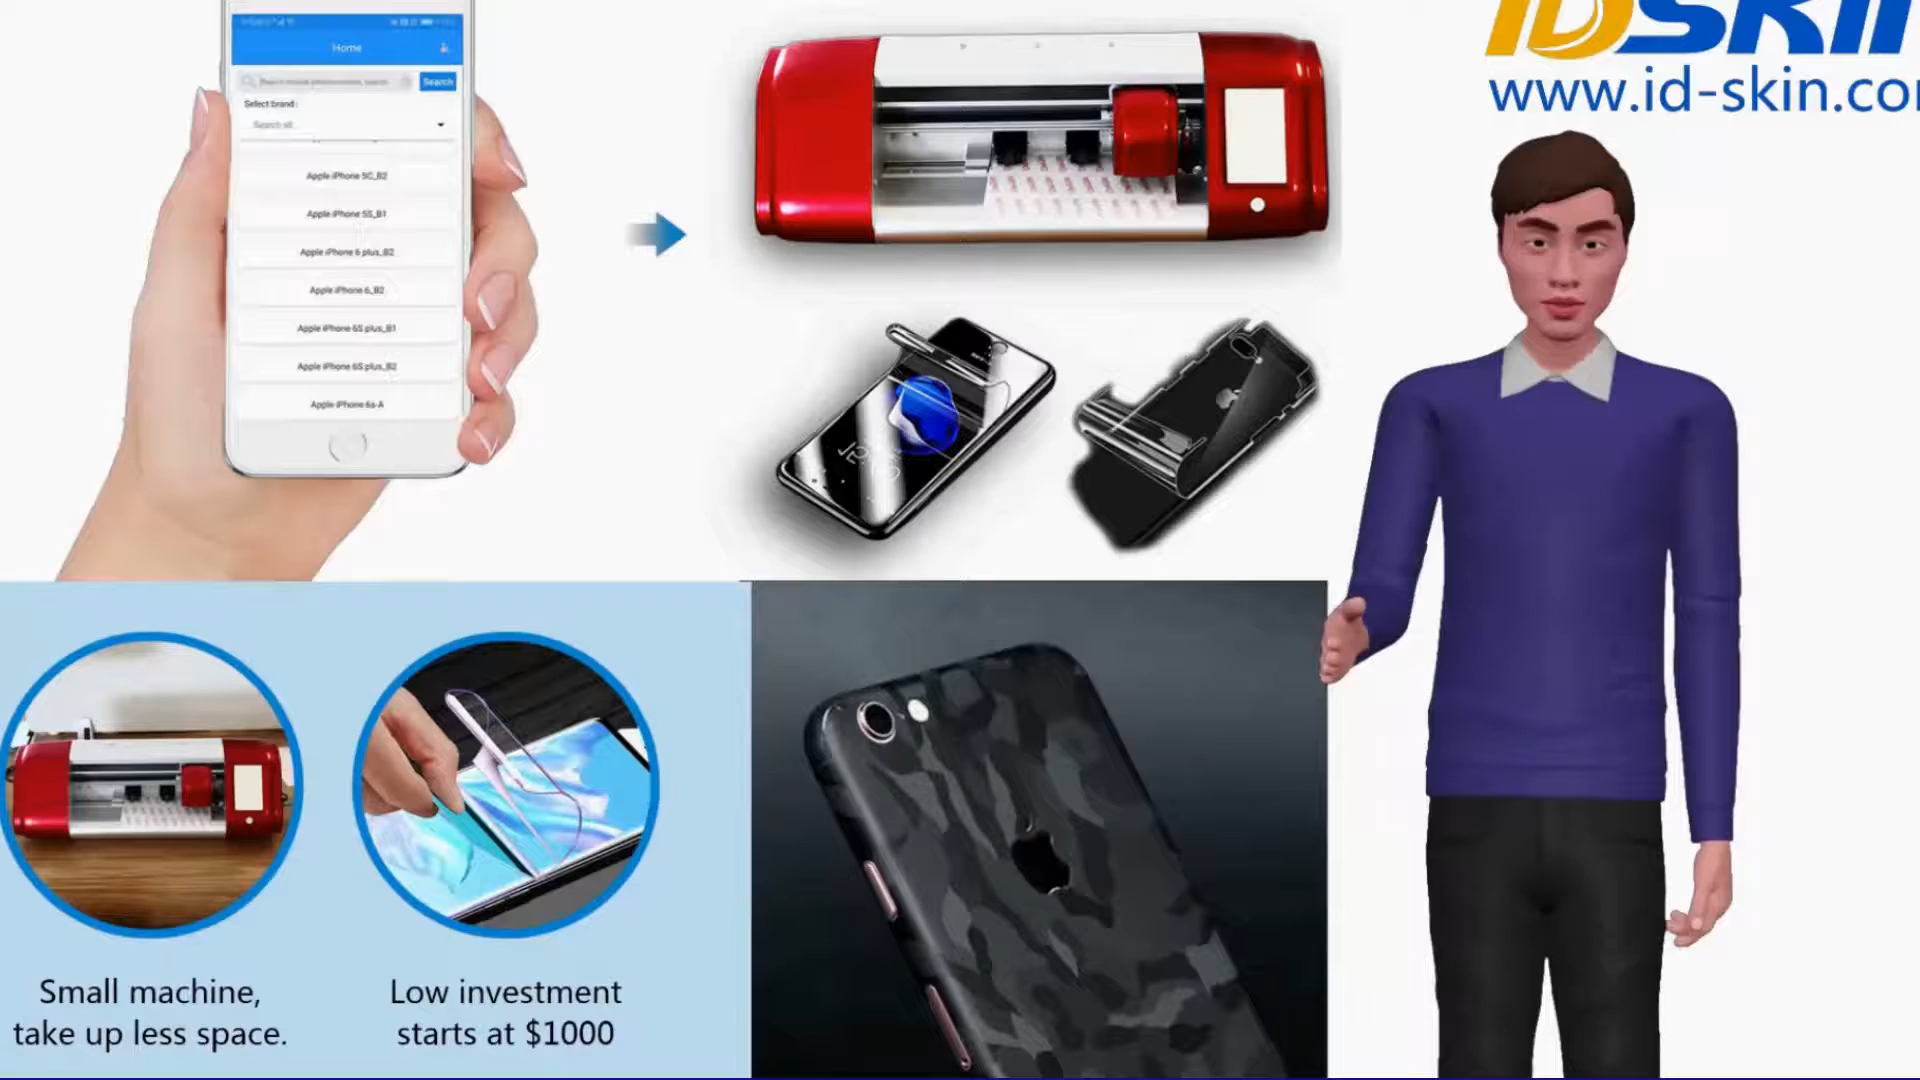 Home
Search
Select brand:
Search all
Apple iPhone 5C_B2
Apple iPhone 5S_B1
Apple iPhone 6 plus_B2
Apple iPhone 6_B2
Apple iPhone 6S plus_B1
Apple iPhone 6S plus_B2
Apple iPhone 6s-A
IDSKIN
www.id-skin.co
Small machine,
take up less space.
Low investment
starts at $1000